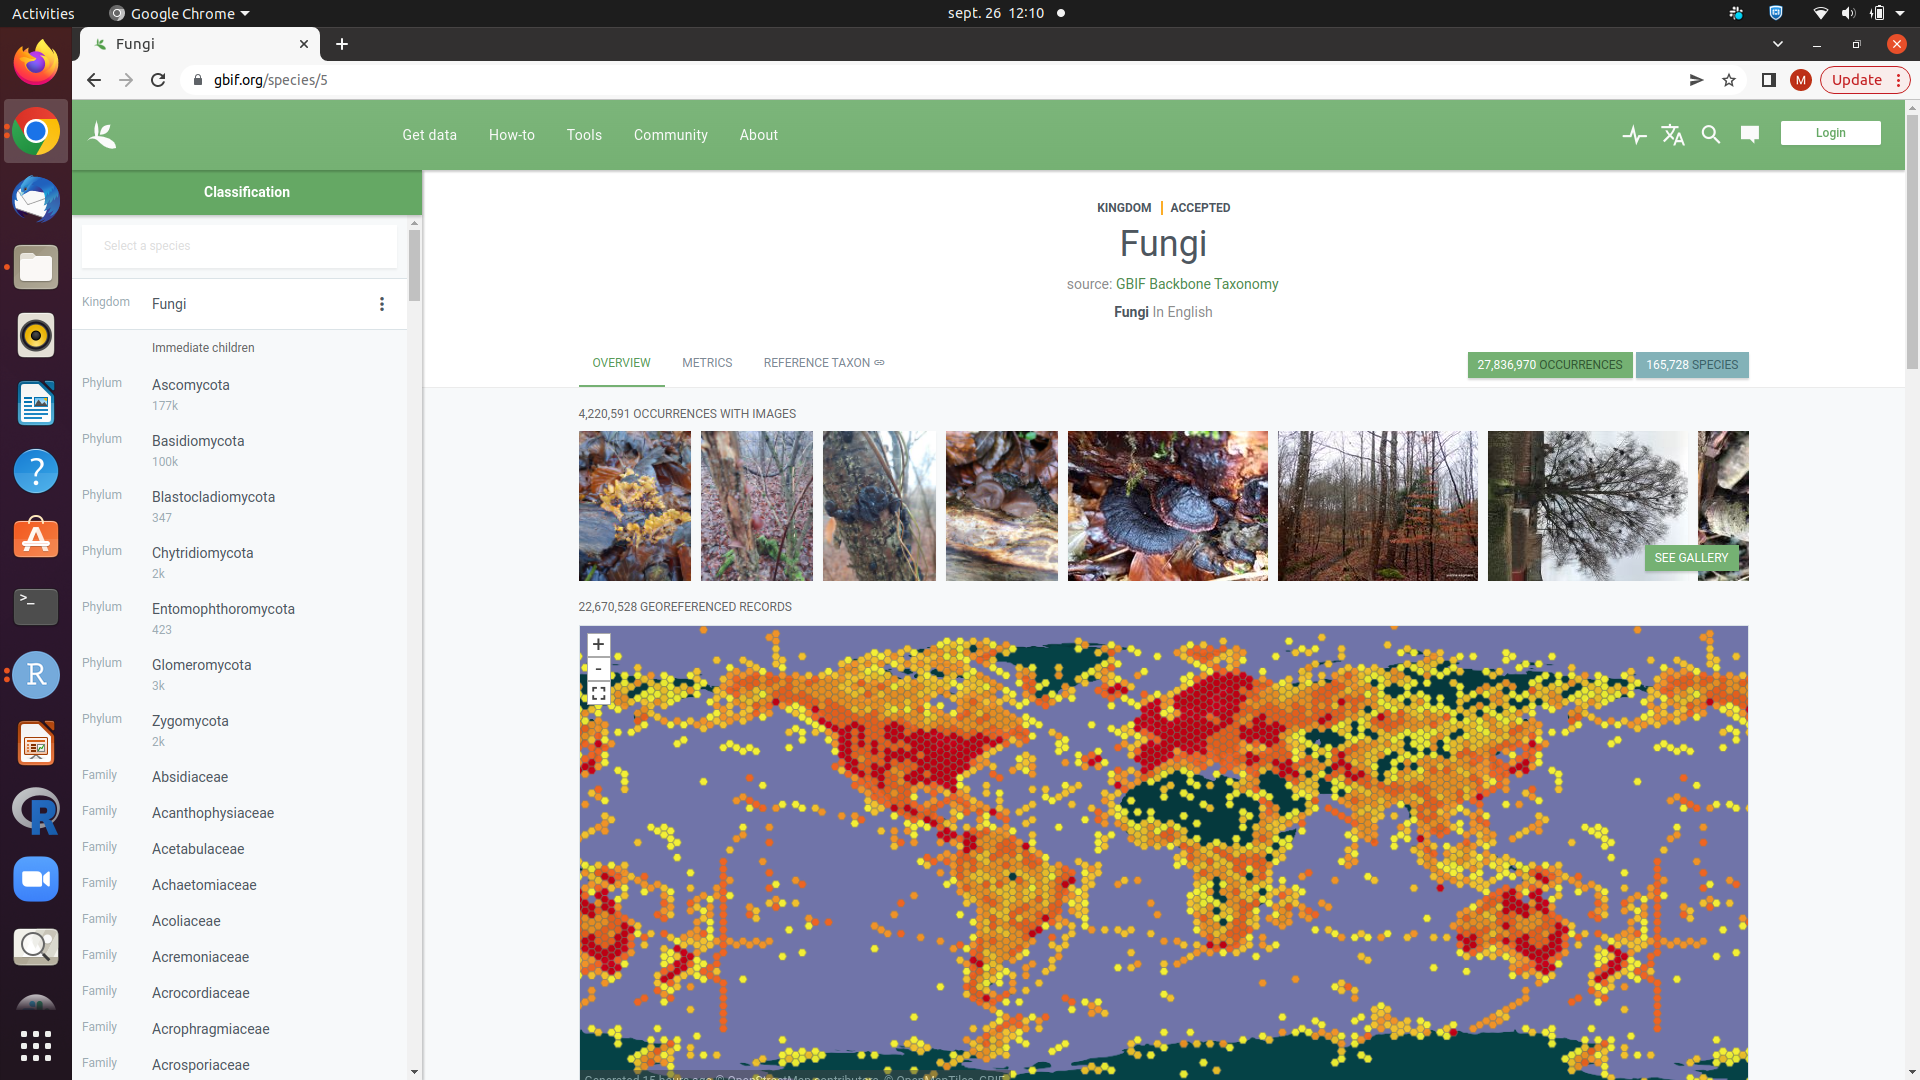 Activities
Google Chrome
sept. 26 12:10
Fungi
gbif.org/species/5
M
Update
Get data
How-to
Tools
Community
About
Login
Classification
Select a species
Kingdom Fungi
Immediate children
Phylum Ascomycota
177k
Phylum Basidiomycota
100k
Phylum Blastocladiomycota
347
Phylum Chytridiomycota
2k
Phylum Entomophthoromycota
423
Phylum Glomeromycota
3k
Phylum Zygomycota
2k
Family Absidiaceae
Family Acanthophysiaceae
Family Acetabulaceae
Family Achaetomiaceae
Family Acoliaceae
Family Acremoniaceae
Family Acrocordiaceae
Family Acrophragmiaceae
Family Acrosporiaceae
KINGDOM ACCEPTED
Fungi
source: GBIF Backbone Taxonomy
Fungi In English
OVERVIEW
METRICS
REFERENCE TAXON
27,836,970 OCCURRENCES
165,728 SPECIES
4,220,591 OCCURRENCES WITH IMAGES
SEE GALLERY
22,670,528 GEOREFERENCED RECORDS
+
-
Generated 15 hours ago © OpenStreetMap contributors, © OpenMapTiles, GBIF